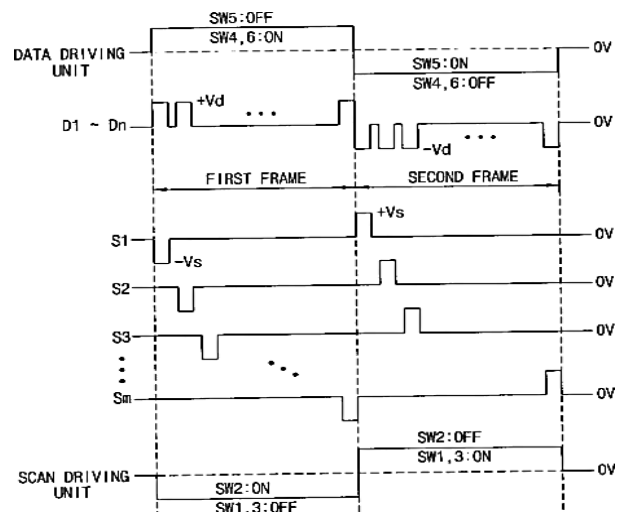 SW5:OFF
SW4,6:ON
DATA DRIVING UNIT
0V
SW5:ON
SW4,6:OFF
+Vd
D1 ~ Dn
0V
-Vd
FIRST FRAME
SECOND FRAME
+Vs
S1
0V
-Vs
S2
0V
S3
0V
Sm
0V
SW2:OFF
SW1,3:ON
SCAN DRIVING UNIT
0V
SW2:ON
SW1,3:OFF